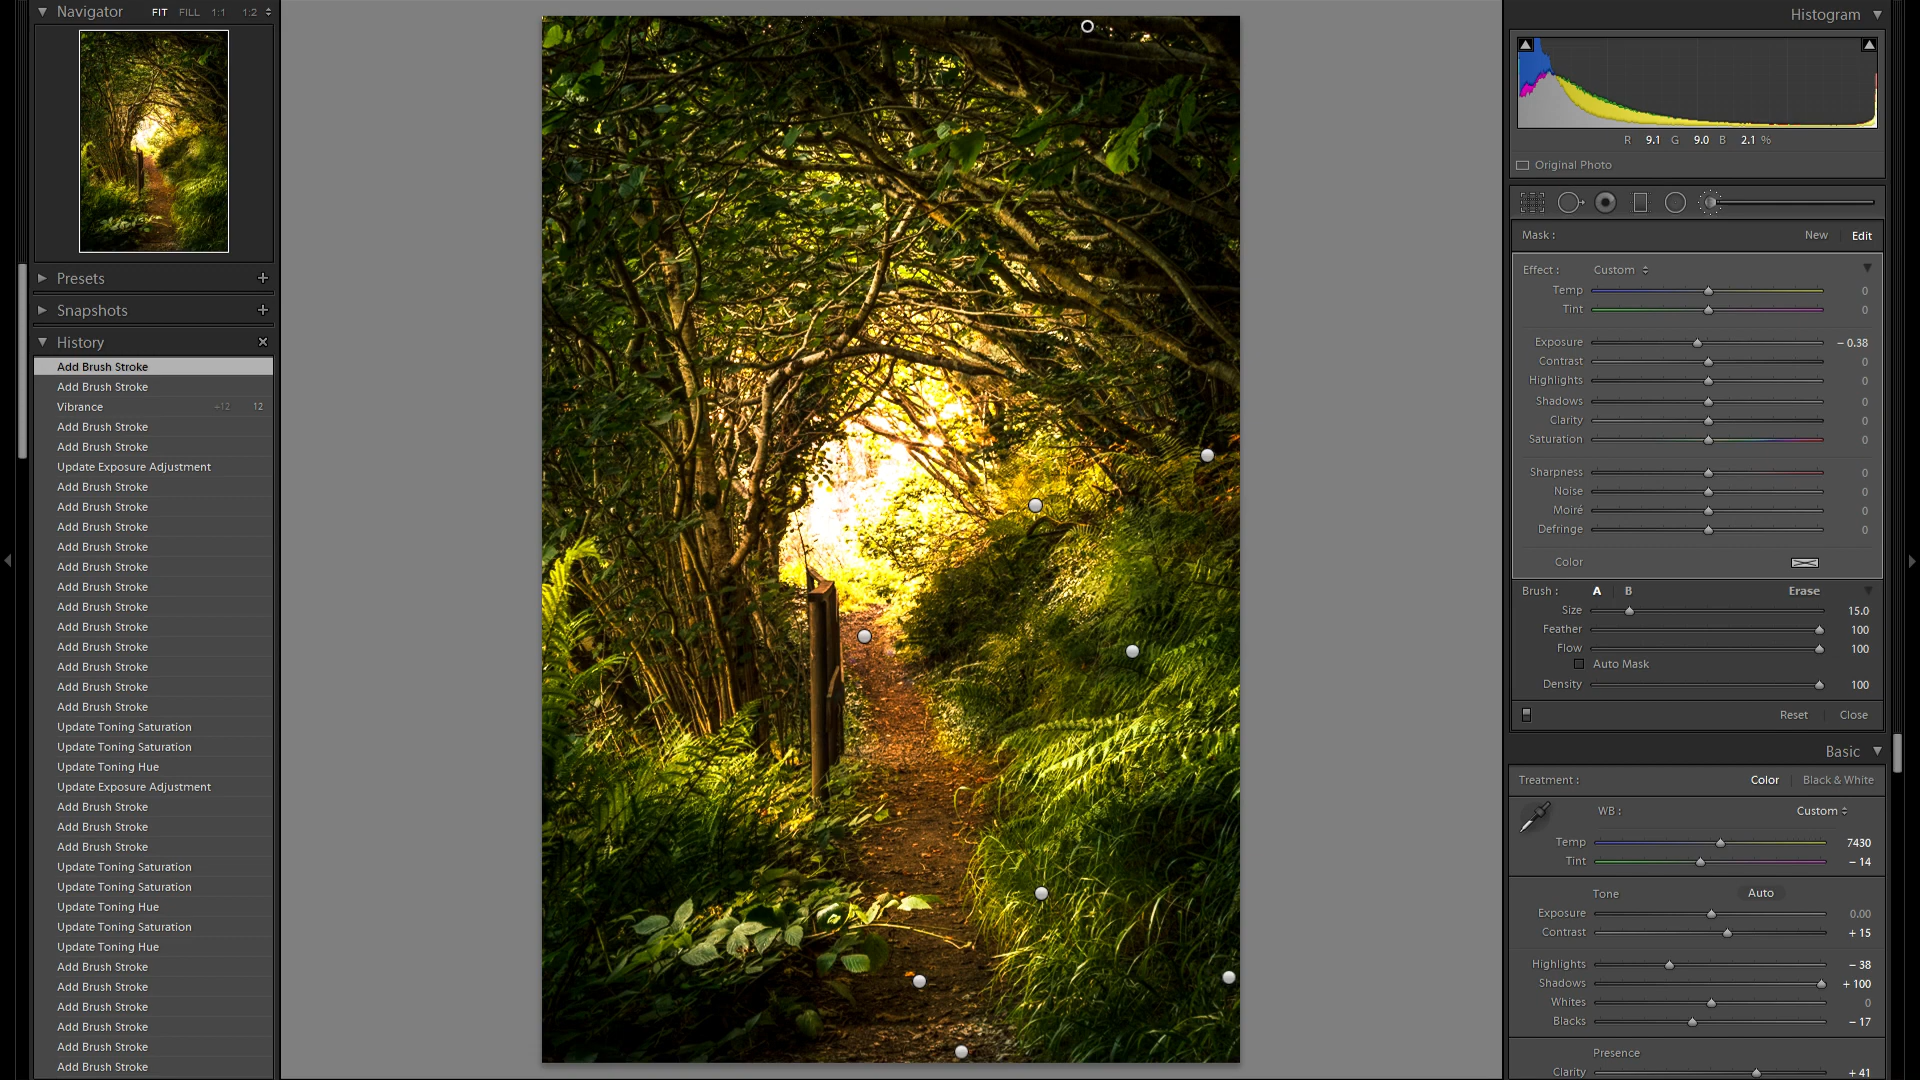 Navigator FIT FILL 1:1 1:2
Presets
Snapshots
History
Add Brush Stroke
Add Brush Stroke
Vibrance +12 12
Add Brush Stroke
Add Brush Stroke
Update Exposure Adjustment
Add Brush Stroke
Add Brush Stroke
Add Brush Stroke
Add Brush Stroke
Add Brush Stroke
Add Brush Stroke
Add Brush Stroke
Add Brush Stroke
Add Brush Stroke
Add Brush Stroke
Add Brush Stroke
Add Brush Stroke
Update Toning Saturation
Update Toning Saturation
Update Toning Hue
Update Exposure Adjustment
Add Brush Stroke
Add Brush Stroke
Add Brush Stroke
Update Toning Saturation
Update Toning Saturation
Update Toning Hue
Update Toning Saturation
Update Toning Hue
Add Brush Stroke
Add Brush Stroke
Add Brush Stroke
Add Brush Stroke
Add Brush Stroke
Add Brush Stroke
Histogram
R 9.1 G 9.0 B 2.1 %
Original Photo
Mask : New Edit
Effect : Custom
Temp 0
Tint 0
Exposure – 0.38
Contrast 0
Highlights 0
Shadows 0
Clarity 0
Saturation 0
Sharpness 0
Noise 0
Moiré 0
Defringe 0
Color
Brush : A B Erase
Size 15.0
Feather 100
Flow 100
Auto Mask
Density 100
Reset Close
Basic
Treatment : Color Black & White
WB : Custom
Temp 7430
Tint – 14
Tone Auto
Exposure 0.00
Contrast + 15
Highlights – 38
Shadows + 100
Whites 0
Blacks – 17
Presence
Clarity + 41